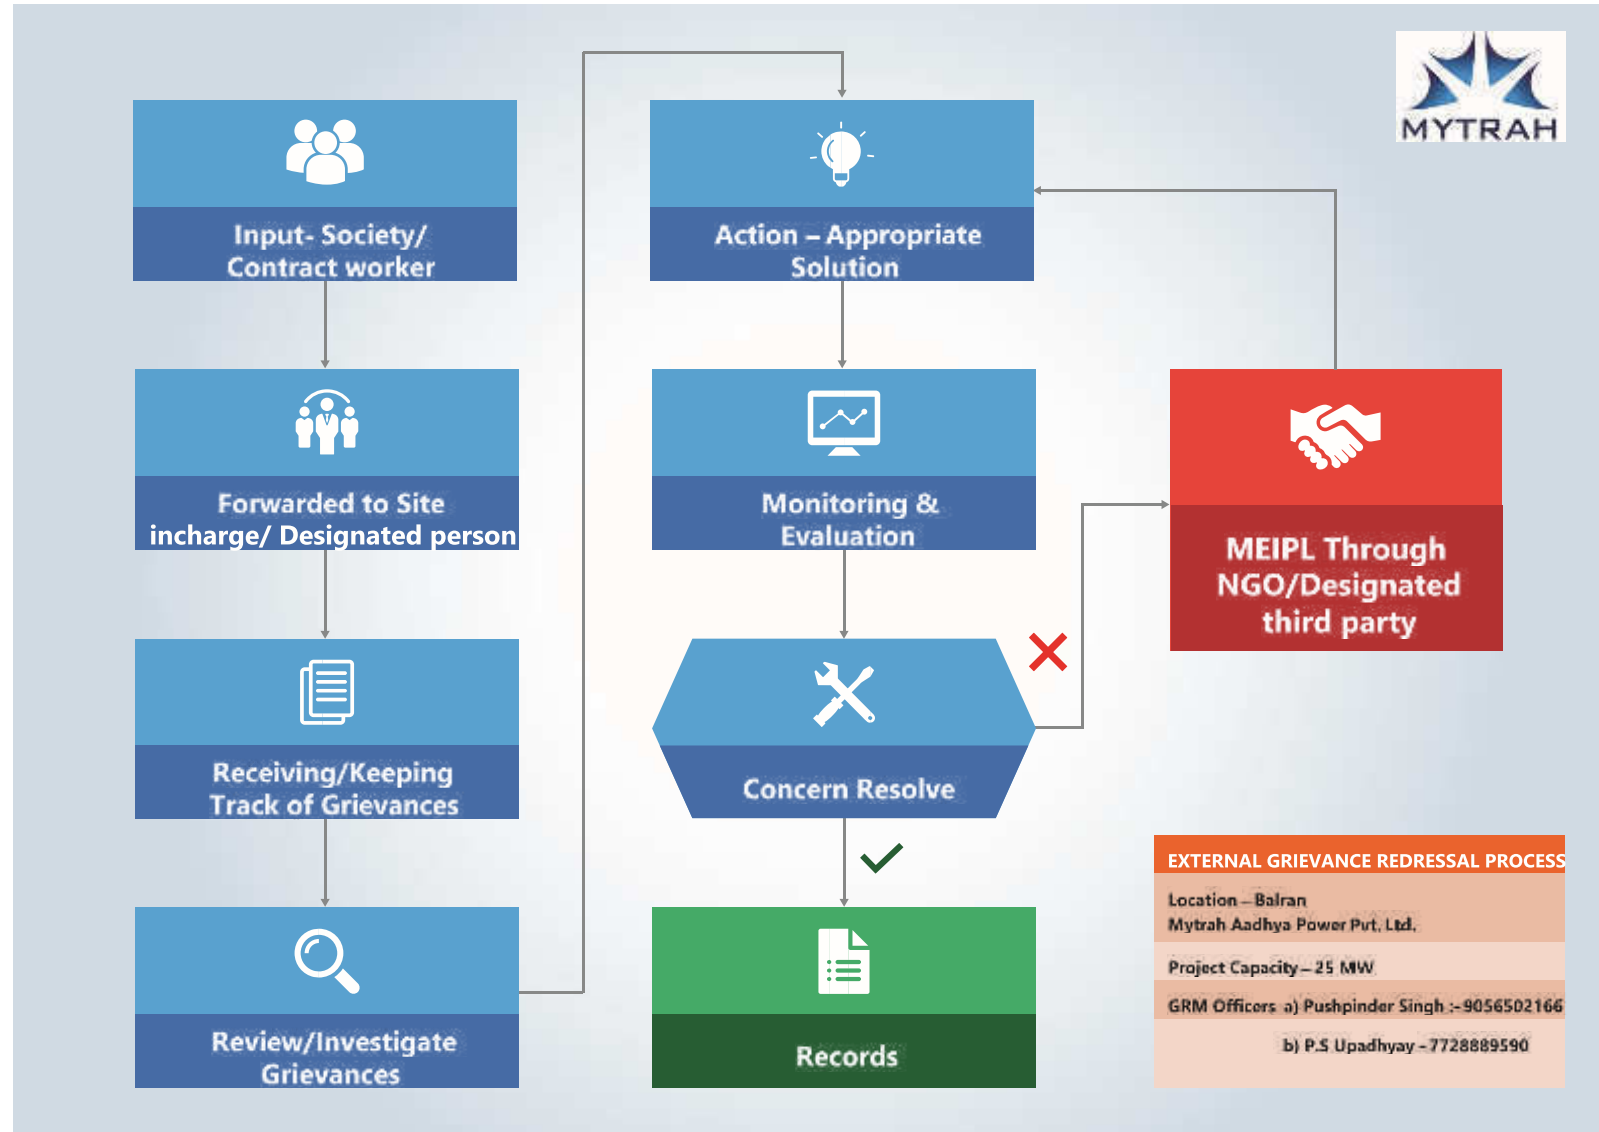 MYTRAH
Input- Society/
Contract worker
Forwarded to Site
incharge/ Designated person
Receiving/Keeping
Track of Grievances
Review/Investigate
Grievances
Action – Appropriate
Solution
Monitoring &
Evaluation
Concern Resolve
Records
MEIPL Through
NGO/Designated
third party
EXTERNAL GRIEVANCE REDRESSAL PROCESS
Location – Balran
Mytrah Aadhya Power Pvt. Ltd.
Project Capacity – 25 MW
GRM Officers a) Pushpinder Singh :- 9056502166
b) P.S Upadhyay - 7728889590